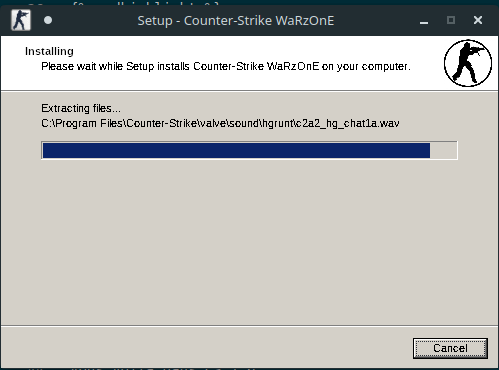 Setup - Counter-Strike WaRzOnE
Installing
Please wait while Setup installs Counter-Strike WaRzOnE on your computer.
Extracting files...
C:\Program Files\Counter-Strike\valve\sound\hgrunt\c2a2_hg_chat1a.wav
Cancel